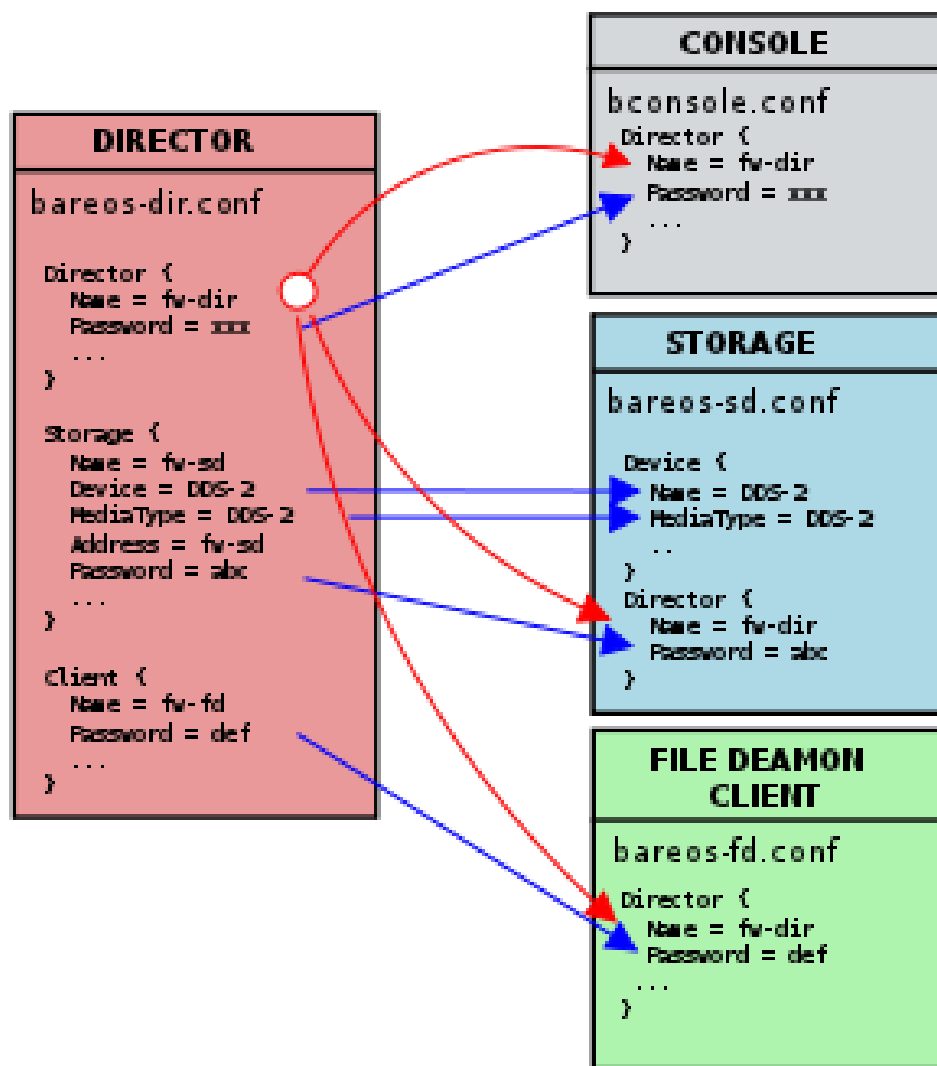 DIRECTOR
bareos-dir.conf
Director {
Name = fw-dir
Password = xxx
...
}
Storage {
Name = fw-sd
Device = DDS-2
MediaType = DDS-2
Address = fw-sd
Password = abc
...
}
Client {
Name = fw-fd
Password = def
...
}
CONSOLE
bconsole.conf
Director {
Name = fw-dir
Password = xxx
...
}
STORAGE
bareos-sd.conf
Device {
Name = DDS-2
MediaType = DDS-2
..
}
Director {
Name = fw-dir
Password = abc
}
FILE DEAMON
CLIENT
bareos-fd.conf
Director {
Name = fw-dir
Password = def
...
}